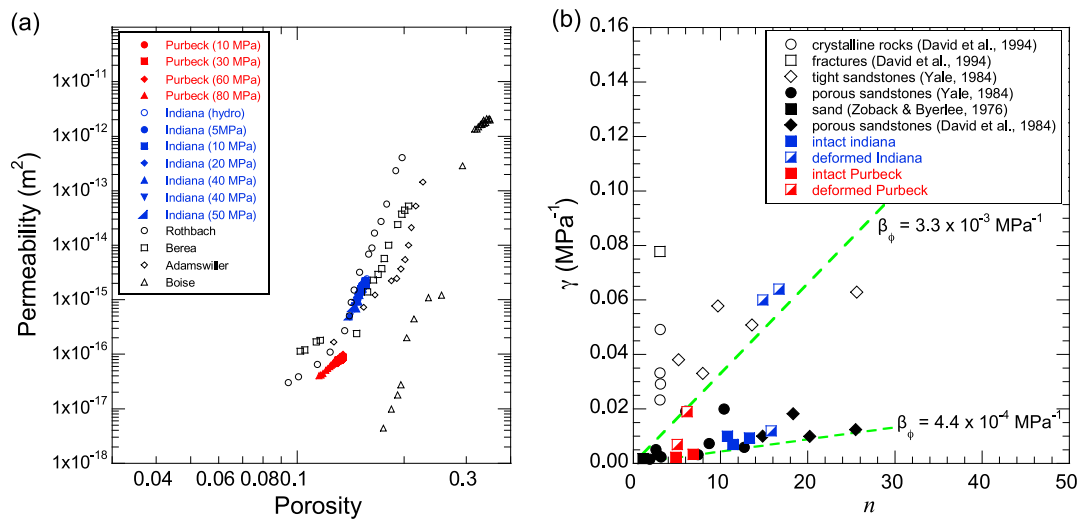 (a)
Purbeck (10 MPa)
Purbeck (30 MPa)
Purbeck (60 MPa)
Purbeck (80 MPa)
Indiana (hydro)
Indiana (5MPa)
Indiana (10 MPa)
Indiana (20 MPa)
Indiana (40 MPa)
Indiana (40 MPa)
Indiana (50 MPa)
Rothbach
Berea
Adamswiller
Boise
Permeability (m²)
1x10⁻¹¹
1x10⁻¹²
1x10⁻¹³
1x10⁻¹⁴
1x10⁻¹⁵
1x10⁻¹⁶
1x10⁻¹⁷
1x10⁻¹⁸
0.04 0.06 0.08 0.1 0.3
Porosity
(b)
crystalline rocks (David et al., 1994)
fractures (David et al., 1994)
tight sandstones (Yale, 1984)
porous sandstones (Yale, 1984)
sand (Zoback & Byerlee, 1976)
porous sandstones (David et al., 1984)
intact indiana
deformed Indiana
intact Purbeck
deformed Purbeck
γ (MPa⁻¹)
0.16
0.14
0.12
0.10
0.08
0.06
0.04
0.02
0.00
β_ϕ = 3.3 x 10⁻³ MPa⁻¹
β_ϕ = 4.4 x 10⁻⁴ MPa⁻¹
0 10 20 30 40 50
n